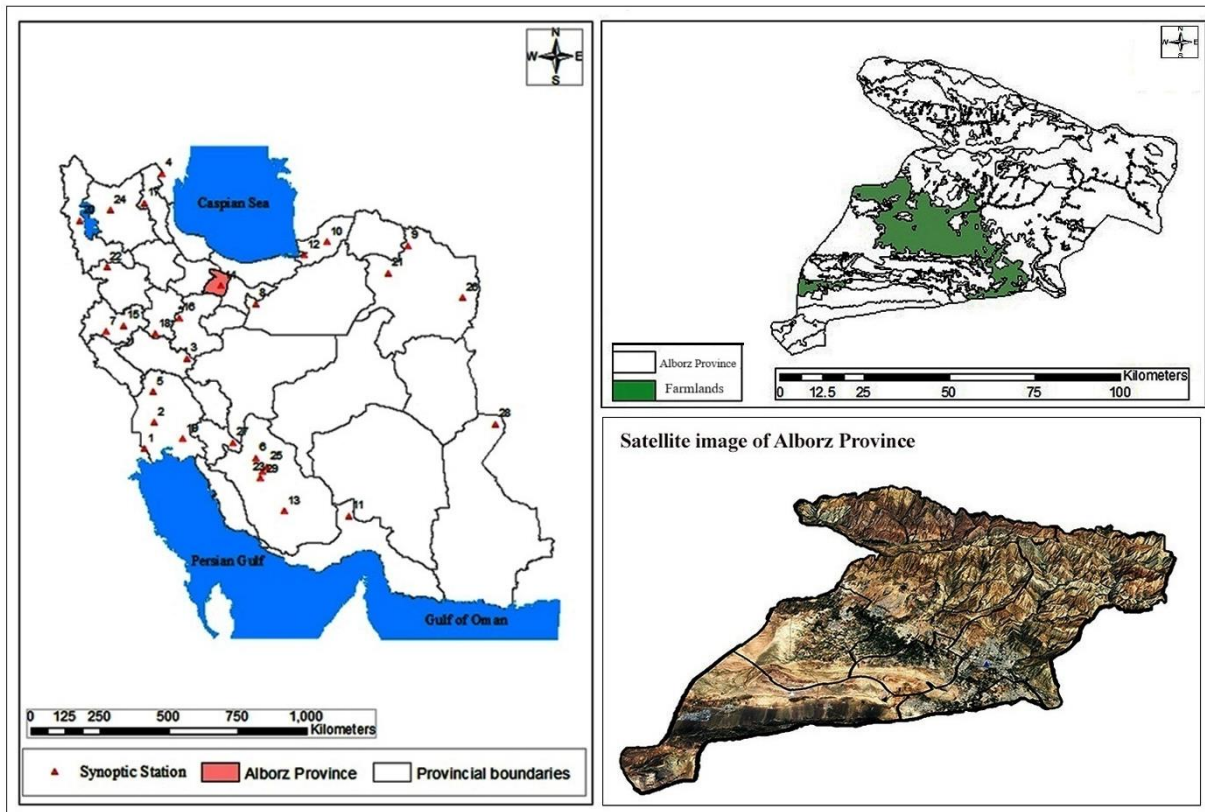 N
W E
S
4
Caspian Sea
17
24
12
10
9
22
21
14
26
8
16
7
15
18
3
5
2
28
1
19
27
6
25
23
29
13
11
Persian Gulf
Gulf of Oman
0 125 250 500 750 1,000
Kilometers
Synoptic Station
Alborz Province
Provincial boundaries
N
W E
S
Alborz Province
Farmlands
Kilometers
0 12.5 25 50 75 100
Satellite image of Alborz Province